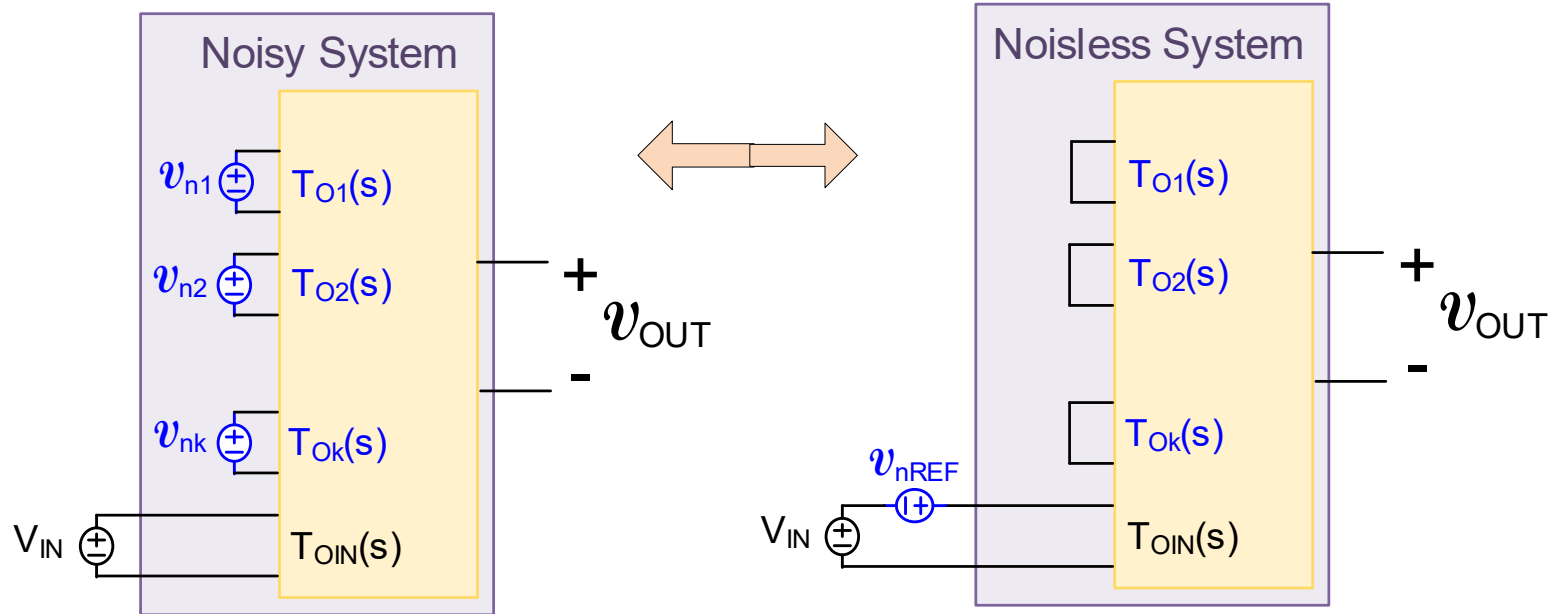 Noisy System
𝓋n1
TO1(s)
𝓋n2
TO2(s)
𝓋nk
TOk(s)
VIN
TOIN(s)
+
𝓋OUT
-
Noisless System
TO1(s)
TO2(s)
TOk(s)
𝓋nREF
VIN
TOIN(s)
+
𝓋OUT
-